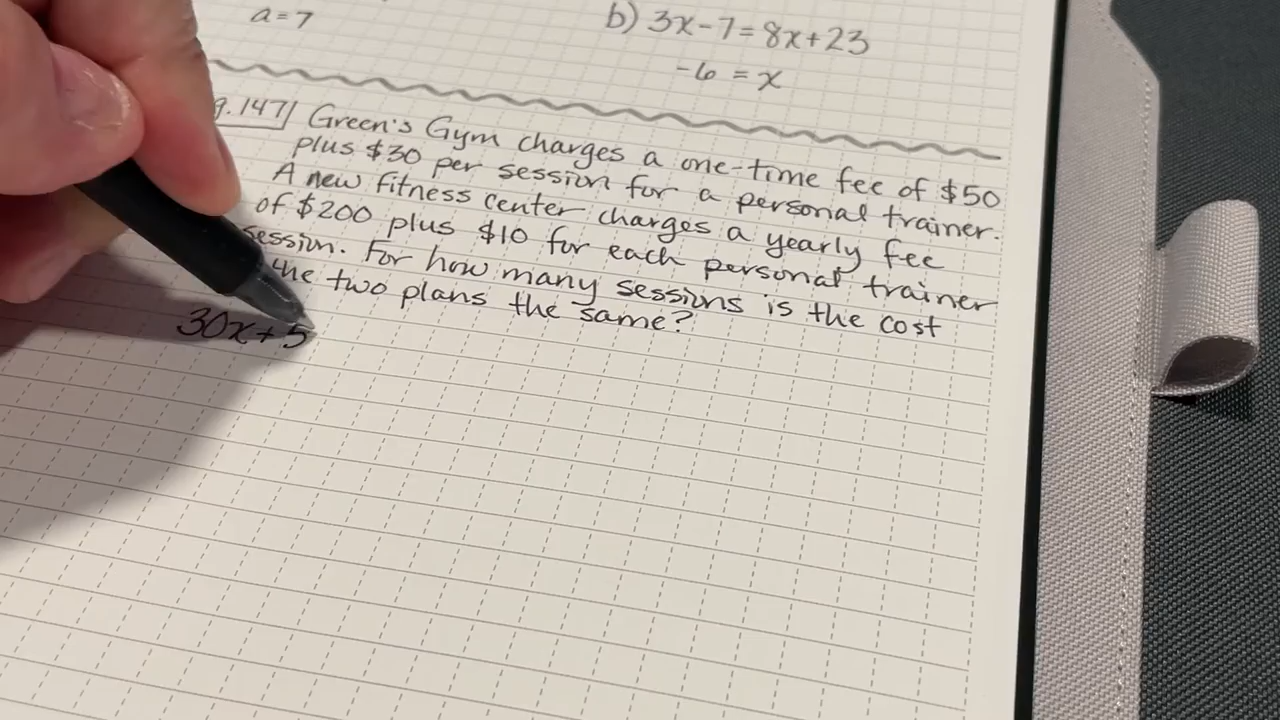 a = 7
b) 3x - 7 = 8x + 23
-6 = x
g.147 Green's Gym charges a one-time fee of $50
plus $30 per session for a personal trainer.
A new fitness center charges a yearly fee
of $200 plus $10 for each personal trainer
session. For how many sessions is the cost
the two plans the same?
30x + 5